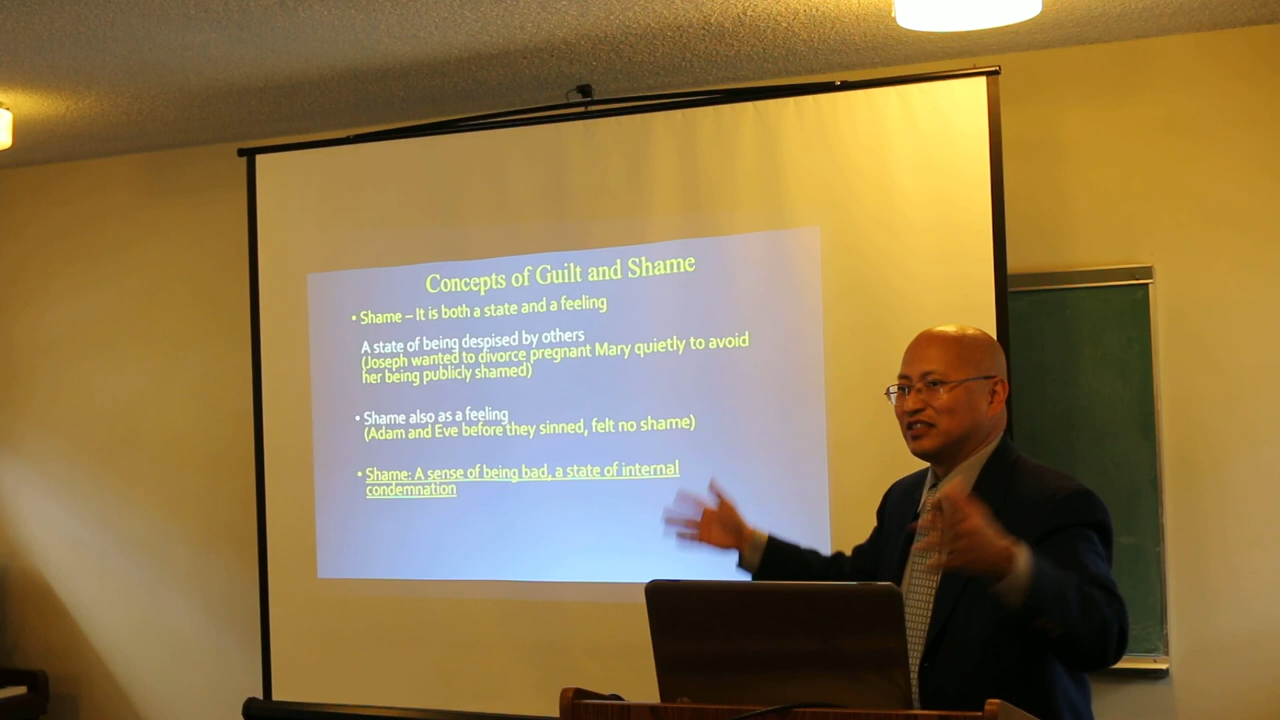 Concepts of Guilt and Shame
• Shame – It is both a state and a feeling
A state of being despised by others
(Joseph wanted to divorce pregnant Mary quietly to avoid
her being publicly shamed)
• Shame also as a feeling
(Adam and Eve before they sinned, felt no shame)
• Shame: A sense of being bad, a state of internal
condemnation